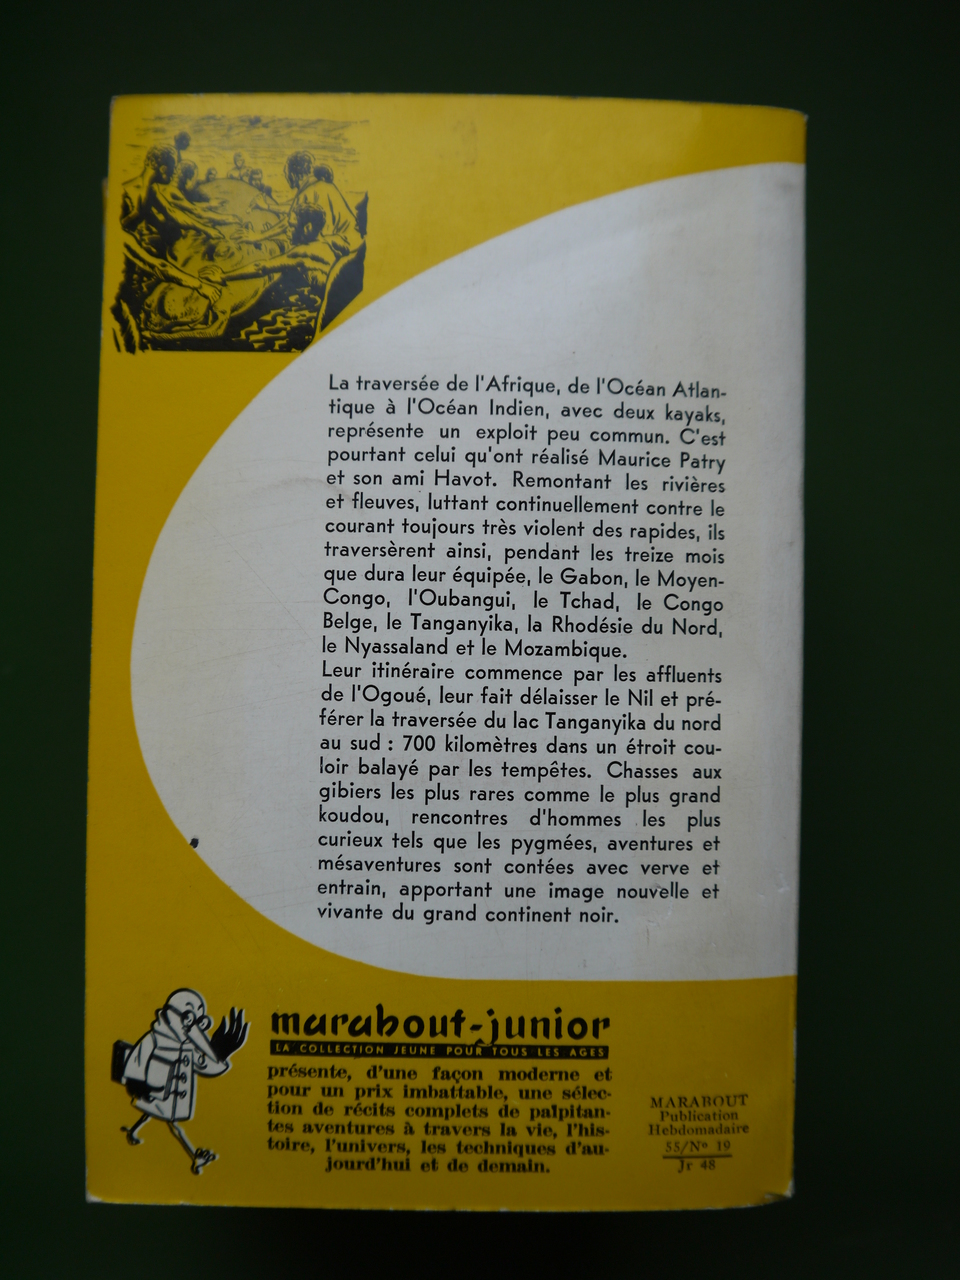 La traversée de l'Afrique, de l'Océan Atlan-
tique à l'Océan Indien, avec deux kayaks,
représente un exploit peu commun. C'est
pourtant celui qu'ont réalisé Maurice Patry
et son ami Havot. Remontant les rivières
et fleuves, luttant continuellement contre le
courant toujours très violent des rapides, ils
traversèrent ainsi, pendant les treize mois
que dura leur équipée, le Gabon, le Moyen-
Congo, l'Oubangui, le Tchad, le Congo
Belge, le Tanganyika, la Rhodésie du Nord,
le Nyassaland et le Mozambique.
Leur itinéraire commence par les affluents
de l'Ogoué, leur fait délaisser le Nil et pré-
férer la traversée du lac Tanganyika du nord
au sud : 700 kilomètres dans un étroit cou-
loir balayé par les tempêtes. Chasses aux
gibiers les plus rares comme le plus grand
koudou, rencontres d'hommes les plus
curieux tels que les pygmées, aventures et
mésaventures sont contées avec verve et
entrain, apportant une image nouvelle et
vivante du grand continent noir.
marabout-junior
LA COLLECTION JEUNE POUR TOUS LES AGES
présente, d'une façon moderne et
pour un prix imbattable, une sélec-
tion de récits complets de palpitan-
tes aventures à travers la vie, l'his-
toire, l'univers, les techniques d'au-
jourd'hui et de demain.
MARABOUT
Publication
Hebdomadaire
55/Nº 19
Jr 48